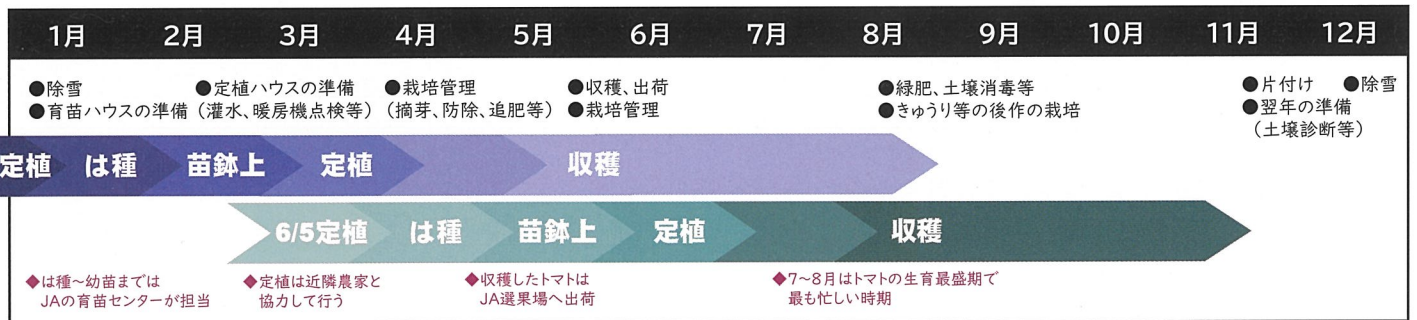 1月 2月 3月 4月 5月 6月 7月 8月 9月 10月 11月 12月
●除雪
●育苗ハウスの準備
●定植ハウスの準備
(灌水、暖房機点検等)
●栽培管理
(摘芽、防除、追肥等)
●収穫、出荷
●栽培管理
●緑肥、土壌消毒等
●きゅうり等の後作の栽培
●片付け
●翌年の準備
(土壌診断等)
●除雪
定植 は種 苗鉢上 定植 収穫
6/5定植 は種 苗鉢上 定植 収穫
◆は種~幼苗までは
JAの育苗センターが担当
◆定植は近隣農家と
協力して行う
◆収穫したトマトは
JA選果場へ出荷
◆7~8月はトマトの生育最盛期で
最も忙しい時期